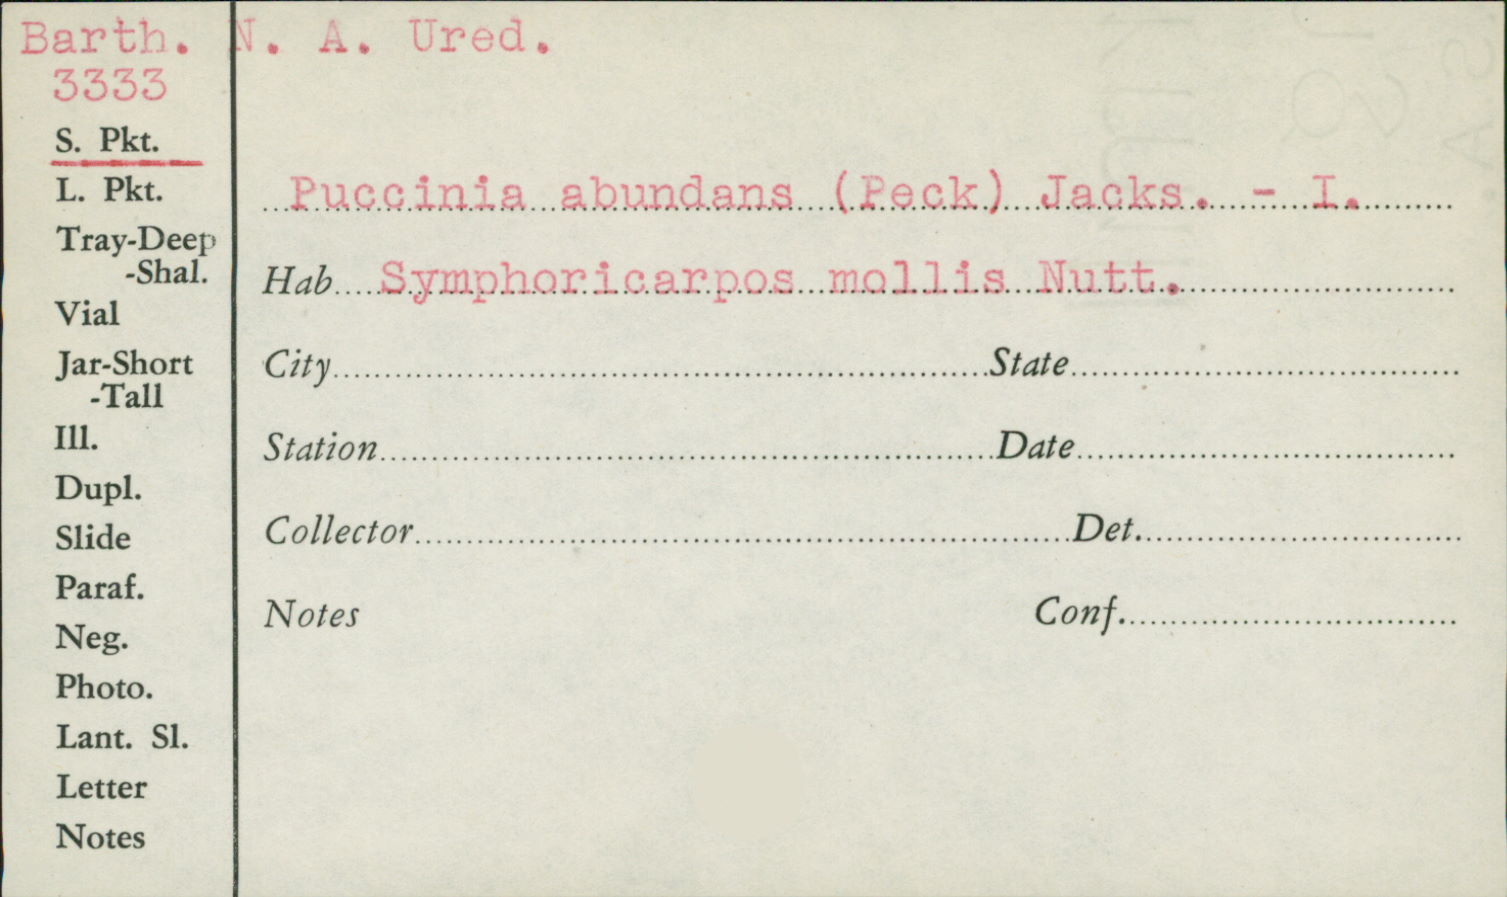 Barth. N. A. Ured.
3333
S. Pkt.
L. Pkt.
Tray-Deep
-Shal.
Vial
Jar-Short
-Tall
Ill.
Dupl.
Slide
Paraf.
Neg.
Photo.
Lant. Sl.
Letter
Notes
Puccinia abundans (Peck) Jacks. - I.
Hab Symphoricarpos mollis Nutt.
City State
Station Date
Collector Det.
Notes Conf.